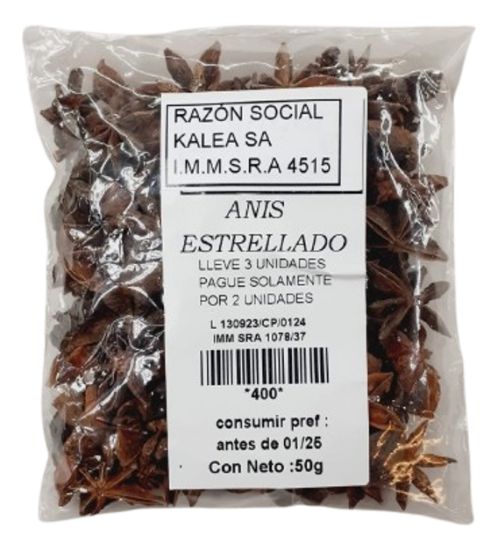 RAZÓN SOCIAL
KALEA SA
I.M.M.S.R.A 4515
ANIS
ESTRELLADO
LLEVE 3 UNIDADES
PAGUE SOLAMENTE
POR 2 UNIDADES
L 130923/CP/0124
IMM SRA 1078/37
*400*
consumir pref :
antes de 01/25
Con Neto :50g